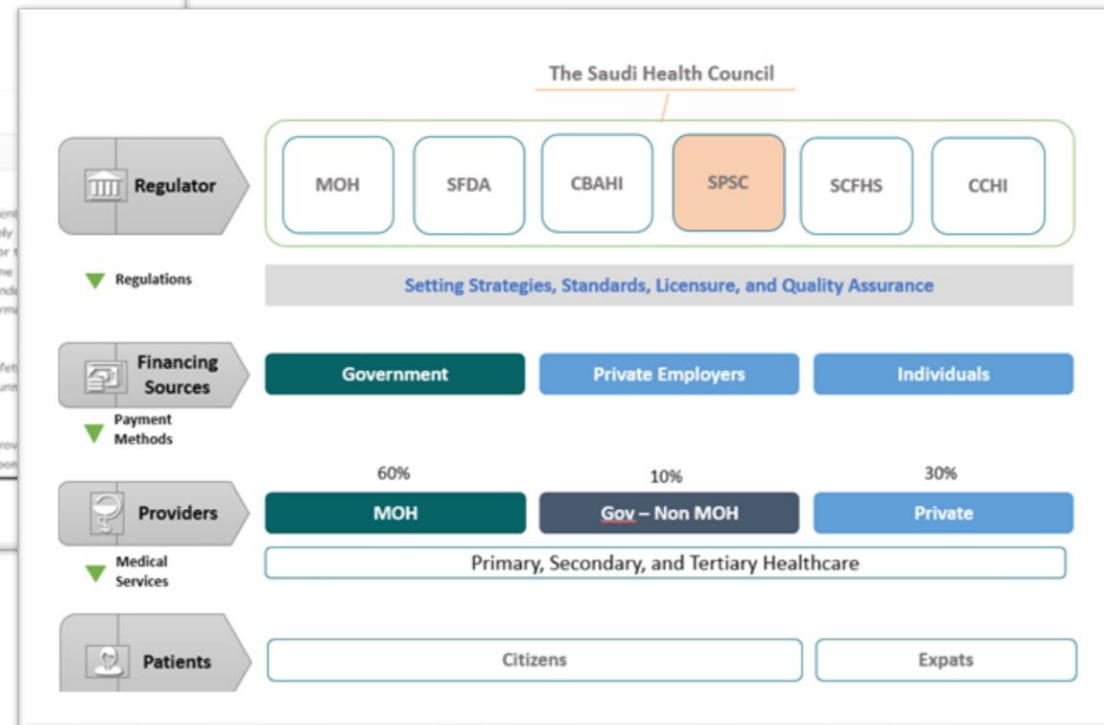 The Saudi Health Council
Regulator
MOH
SFDA
CBAHI
SPSC
SCFHS
CCHI
Regulations
Setting Strategies, Standards, Licensure, and Quality Assurance
Financing
Sources
Government
Private Employers
Individuals
Payment
Methods
60%
10%
30%
Providers
MOH
Gov – Non MOH
Private
Medical
Services
Primary, Secondary, and Tertiary Healthcare
Patients
Citizens
Expats